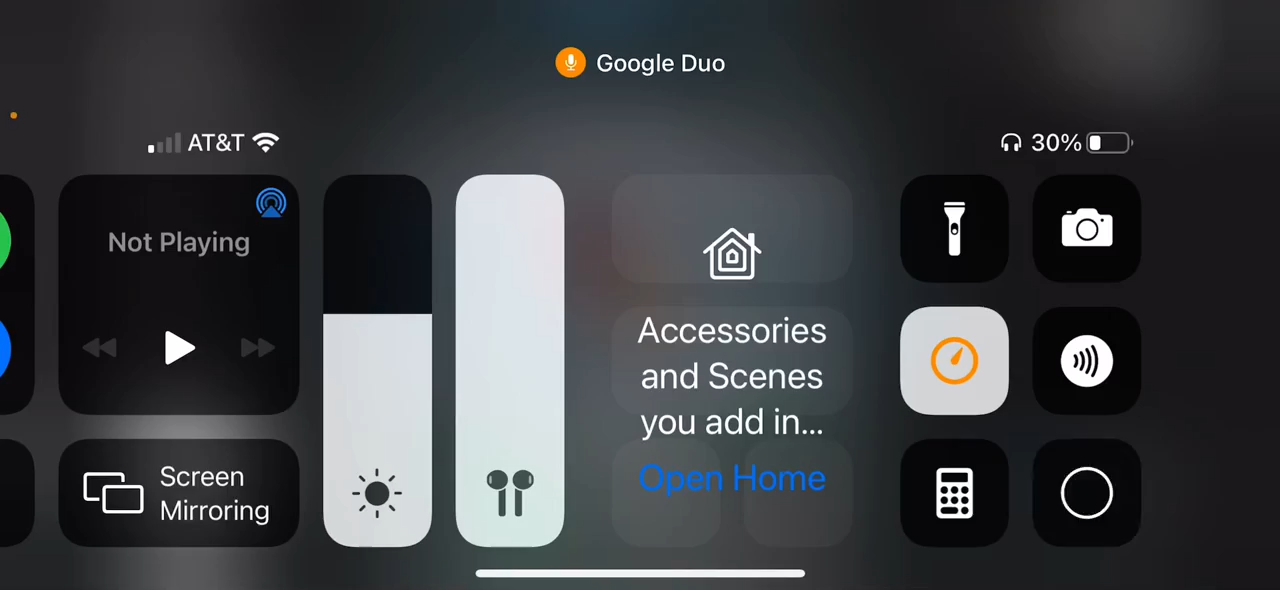 Google Duo
AT&T
30%
Not Playing
Screen
Mirroring
Accessories
and Scenes
you add in...
Open Home